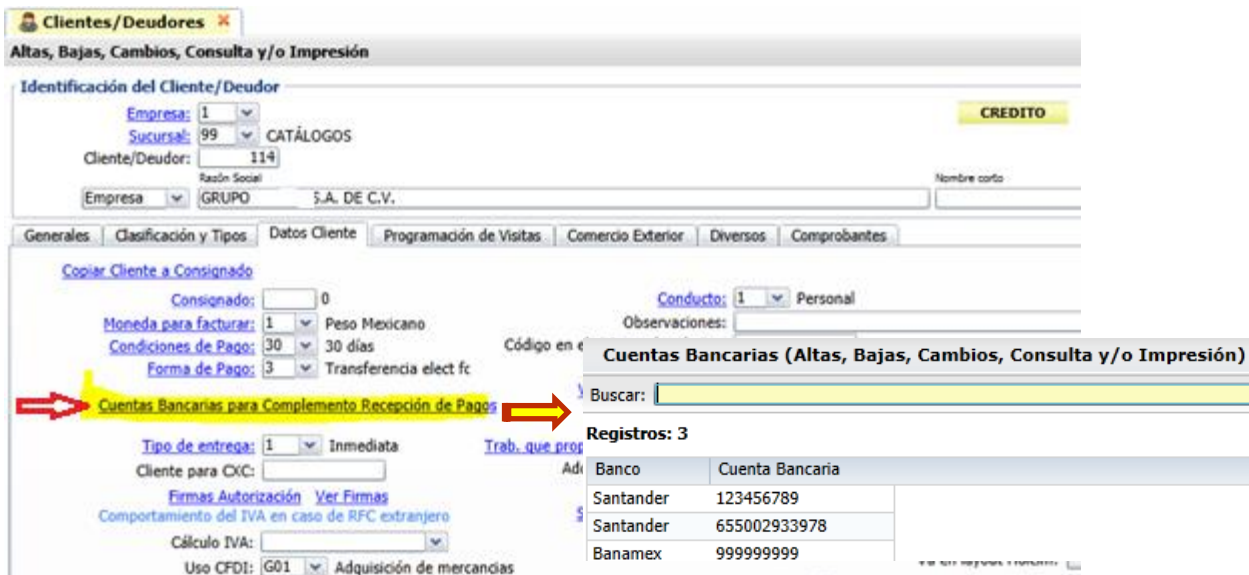 Clientes/Deudores
Altas, Bajas, Cambios, Consulta y/o Impresión
Identificación del Cliente/Deudor
Empresa: 1
CREDITO
Sucursal: 99 CATÁLOGOS
Cliente/Deudor: 114
Razón Social
Nombre corto
Empresa GRUPO S.A. DE C.V.
Generales Clasificación y Tipos Datos Cliente Programación de Visitas Comercio Exterior Diversos Comprobantes
Copiar Cliente a Consignado
Consignado: 0
Conducto: 1 Personal
Moneda para facturar: 1 Peso Mexicano
Observaciones:
Condiciones de Pago: 30 30 días
Código en e
Forma de Pago: 3 Transferencia elect fc
Cuentas Bancarias para Complemento Recepción de Pagos
Tipo de entrega: 1 Inmediata
Trab. que prop
Cliente para CXC:
Firmas Autorización Ver Firmas
Comportamiento del IVA en caso de RFC extranjero
Cálculo IVA:
Uso CFDI: G01 Adquisición de mercancias
Cuentas Bancarias (Altas, Bajas, Cambios, Consulta y/o Impresión)
Buscar:
Registros: 3
Banco Cuenta Bancaria
Santander 123456789
Santander 655002933978
Banamex 999999999